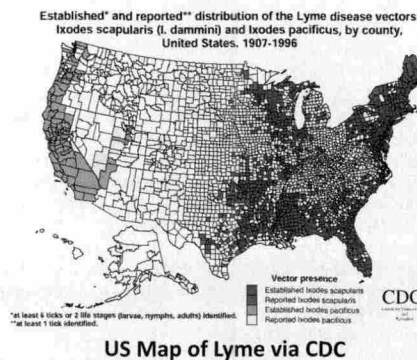 Established* and reported** distribution of the Lyme disease vectors
Ixodes scapularis (I. dammini) and Ixodes pacificus, by county,
United States. 1907-1996
Vector presence
Established Ixodes scapularis
Reported Ixodes scapularis
Established Ixodes pacificus
Reported Ixodes pacificus
CDC
*at least 6 ticks or 2 life stages (larvae, nymphs, adults) identified.
**at least 1 tick identified.
US Map of Lyme via CDC